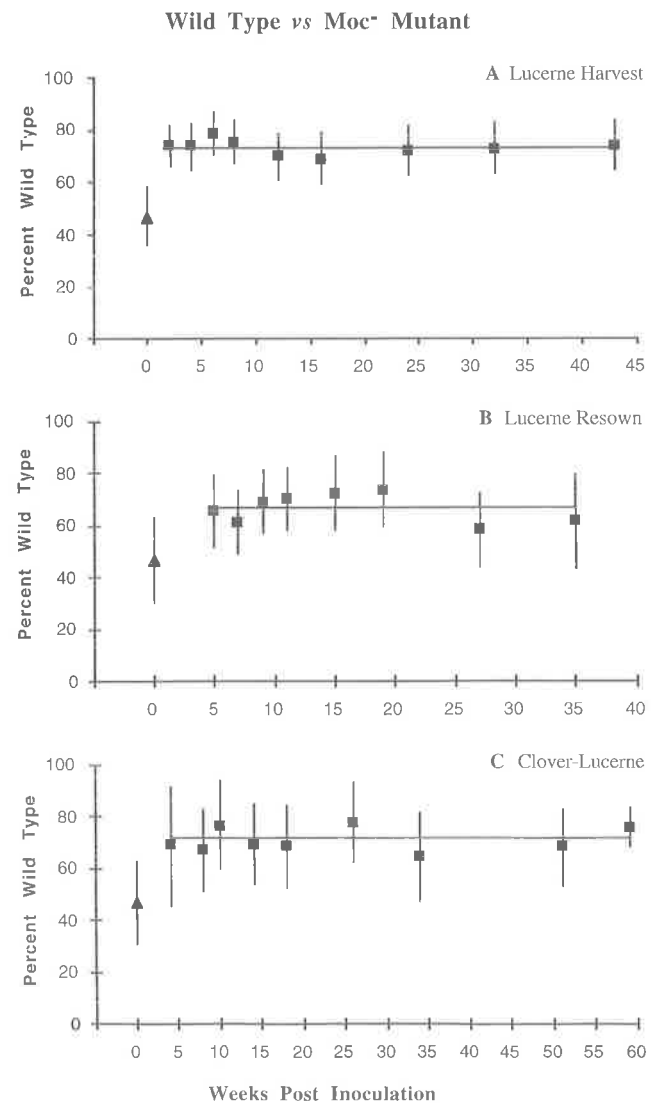 Wild Type vs Moc- Mutant
A Lucerne Harvest
Percent Wild Type
100
80
60
40
20
0
0 5 10 15 20 25 30 35 40 45
B Lucerne Resown
Percent Wild Type
100
80
60
40
20
0
0 5 10 15 20 25 30 35 40
C Clover-Lucerne
Percent Wild Type
100
80
60
40
20
0
0 5 10 15 20 25 30 35 40 45 50 55 60
Weeks Post Inoculation